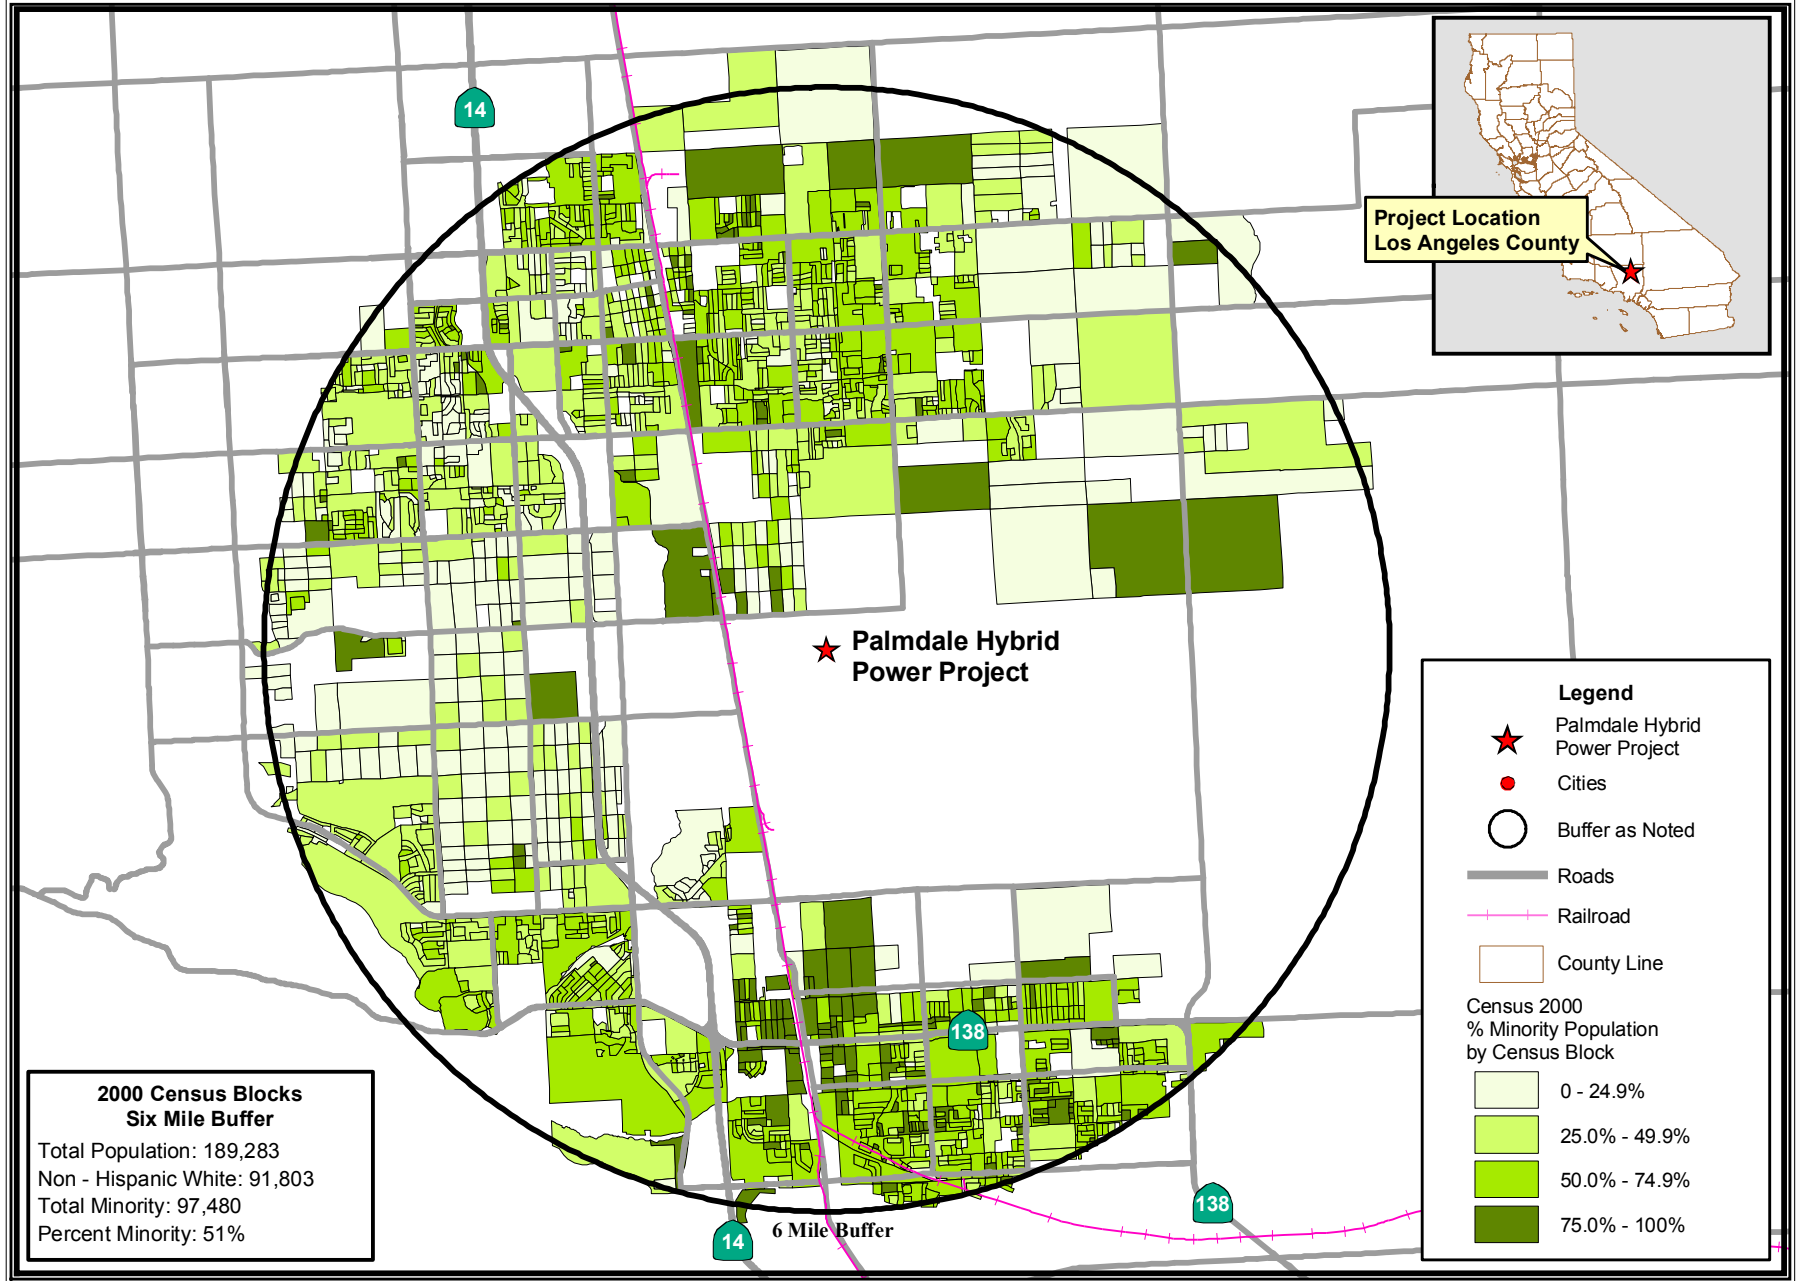 14
Project Location
Los Angeles County
Palmdale Hybrid
Power Project
Legend
Palmdale Hybrid
Power Project
Cities
Buffer as Noted
Roads
Railroad
County Line
Census 2000
% Minority Population
by Census Block
0 - 24.9%
25.0% - 49.9%
50.0% - 74.9%
75.0% - 100%
138
138
14
6 Mile Buffer
2000 Census Blocks
Six Mile Buffer
Total Population: 189,283
Non - Hispanic White: 91,803
Total Minority: 97,480
Percent Minority: 51%